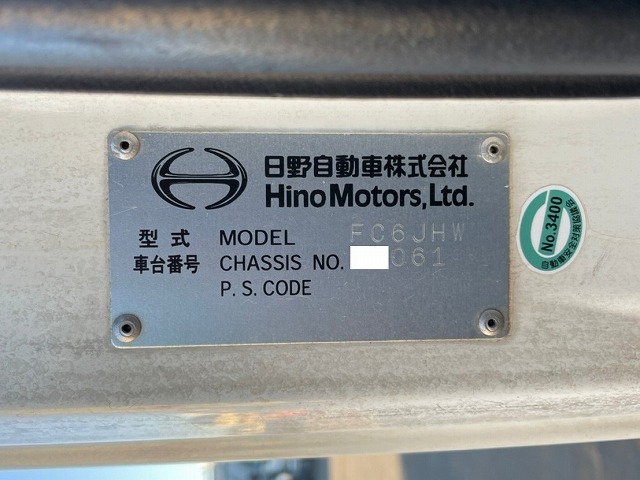 日野自動車株式会社
Hino Motors, Ltd.
型式 MODEL FC6JHW
車台番号 CHASSIS NO. 061
P. S. CODE
No.3400